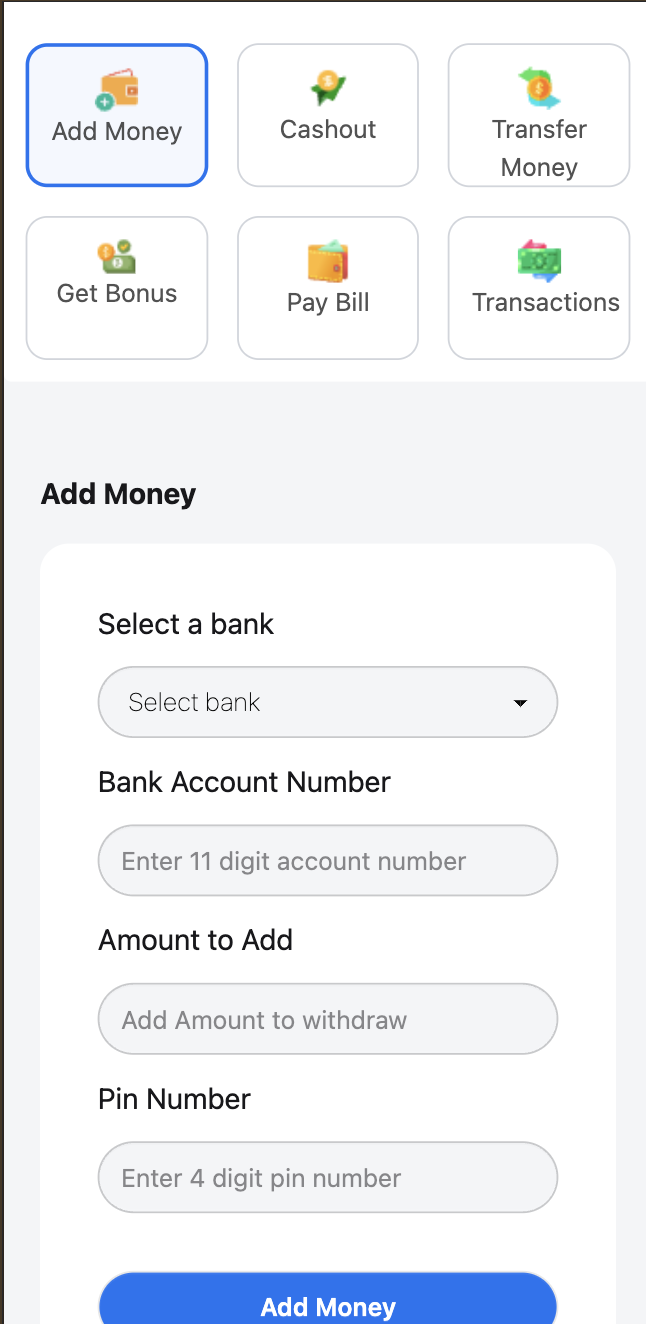 Add Money
Cashout
Transfer
Money
Get Bonus
Pay Bill
Transactions
Add Money
Select a bank
Select bank
Bank Account Number
Enter 11 digit account number
Amount to Add
Add Amount to withdraw
Pin Number
Enter 4 digit pin number
Add Money